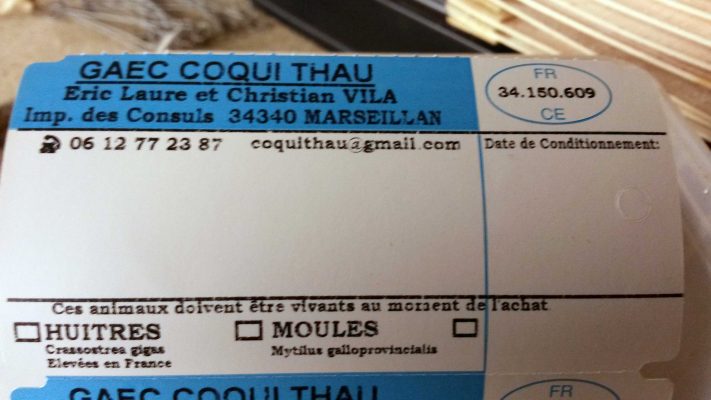 GAEC COQUI THAU
Eric Laure et Christian VILA
Imp. des Consuls 34340 MARSEILLAN
FR
34.150.609
CE
06 12 77 23 87 coquithau@gmail.com
Date de Conditionnement:
Ces animaux doivent être vivants au moment de l'achat
HUITRES
Crassostrea gigas
Elevées en France
MOULES
Mytilus galloprovincialis
GAEC COQUI THAU
FR